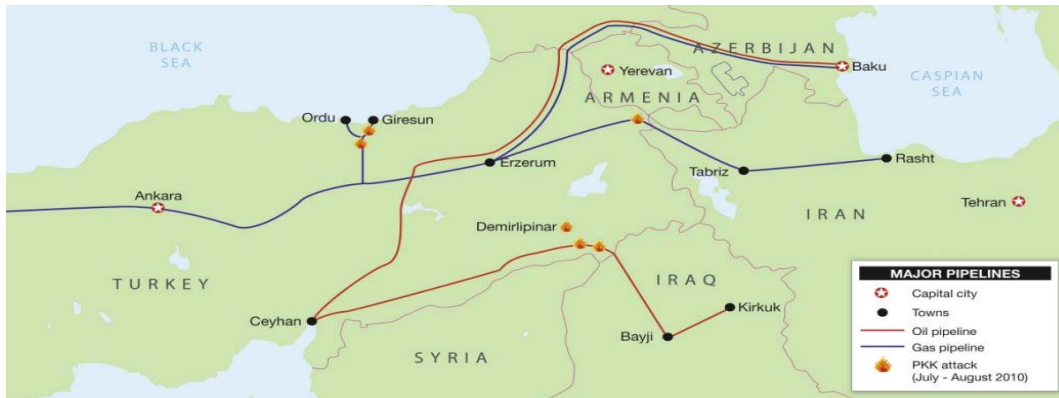 BLACK
SEA
AZERBIJAN
Yerevan
Baku
CASPIAN
SEA
ARMENIA
Ordu
Giresun
Erzerum
Rasht
Tabriz
Ankara
Tehran
Demirlipinar
IRAN
TURKEY
IRAQ
Ceyhan
Kirkuk
Bayji
SYRIA
MAJOR PIPELINES
Capital city
Towns
Oil pipeline
Gas pipeline
PKK attack
(July - August 2010)